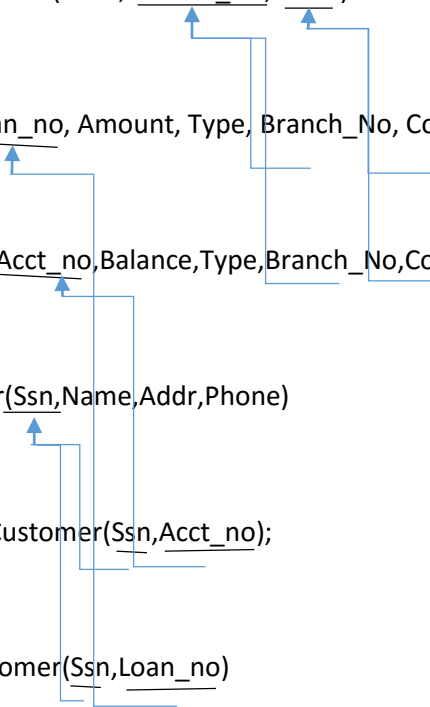 an_no, Amount, Type, Branch_No, Co
Acct_no,Balance,Type,Branch_No,Co
r(Ssn,Name,Addr,Phone)
Customer(Ssn,Acct_no);
omer(Ssn,Loan_no)